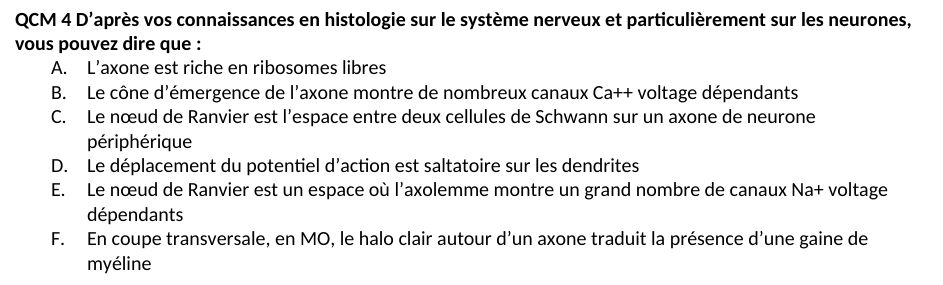 QCM 4 D’après vos connaissances en histologie sur le système nerveux et particulièrement sur les neurones,
vous pouvez dire que :
A. L’axone est riche en ribosomes libres
B. Le cône d’émergence de l’axone montre de nombreux canaux Ca++ voltage dépendants
C. Le nœud de Ranvier est l’espace entre deux cellules de Schwann sur un axone de neurone
périphérique
D. Le déplacement du potentiel d’action est saltatoire sur les dendrites
E. Le nœud de Ranvier est un espace où l’axolemme montre un grand nombre de canaux Na+ voltage
dépendants
F. En coupe transversale, en MO, le halo clair autour d’un axone traduit la présence d’une gaine de
myéline